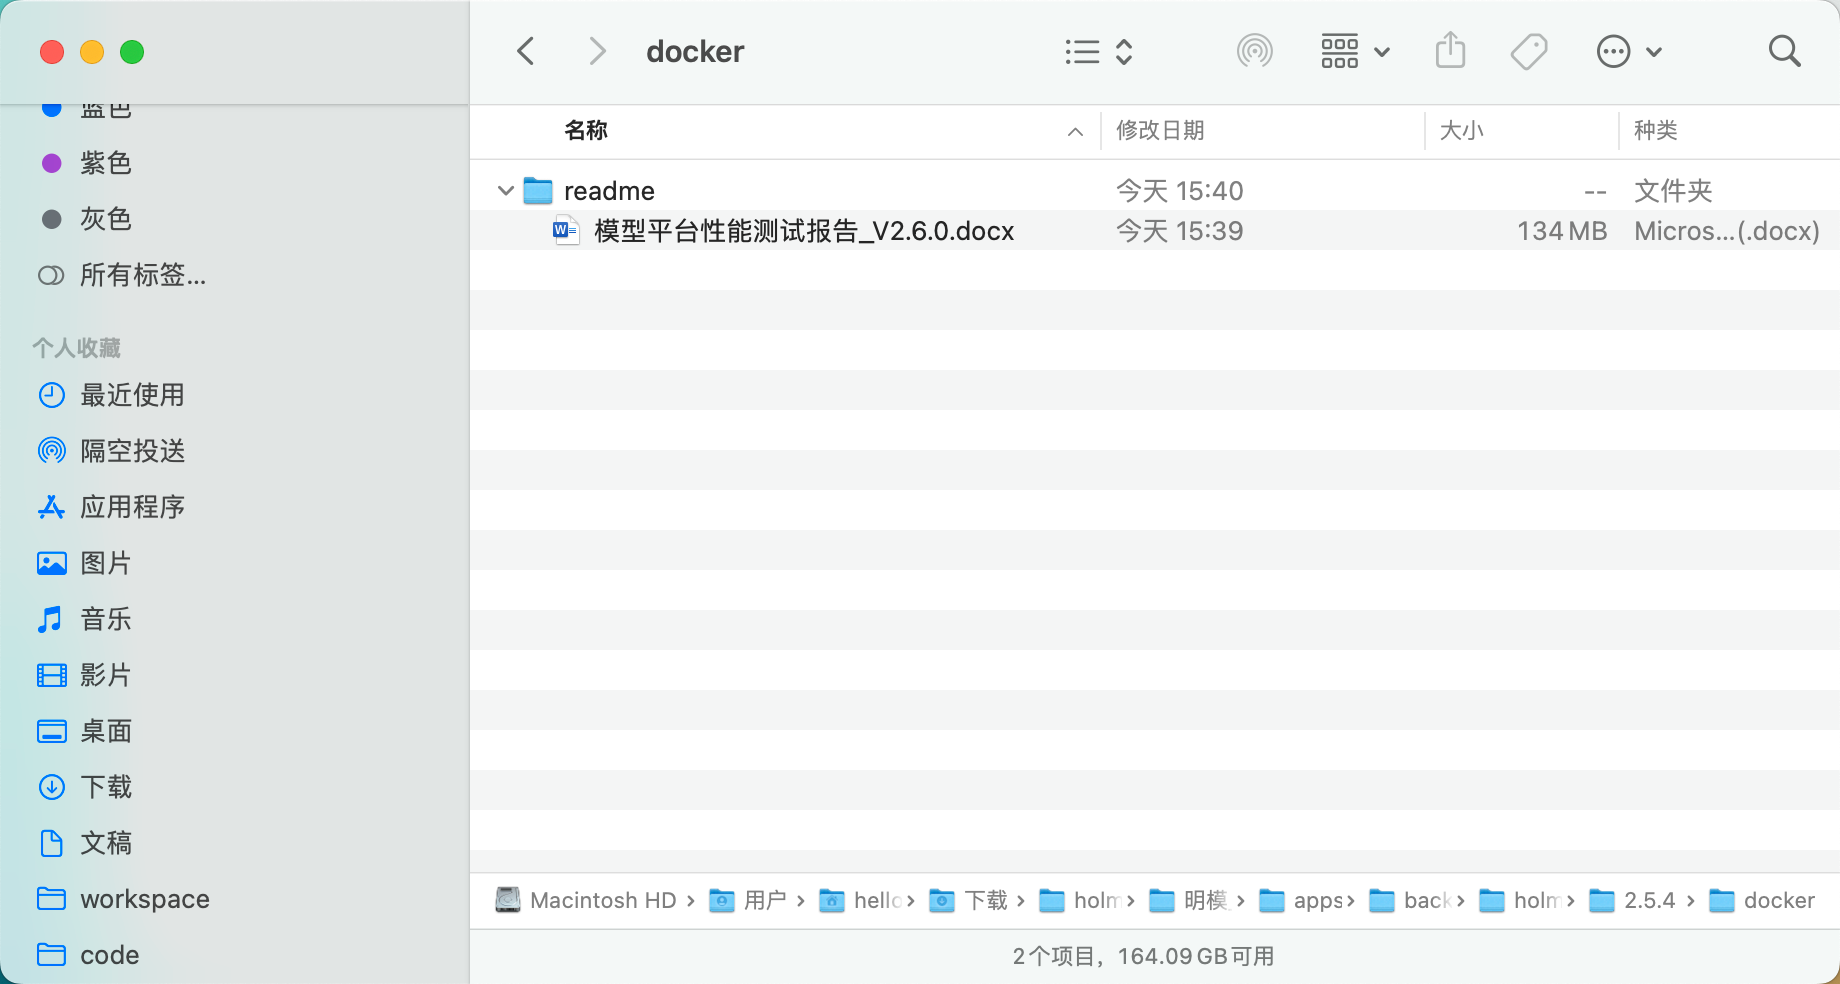 docker
蓝色
紫色
灰色
所有标签...
个人收藏
最近使用
隔空投送
应用程序
图片
音乐
影片
桌面
下载
文稿
workspace
code
名称 修改日期 大小 种类
readme 今天 15:40 -- 文件夹
模型平台性能测试报告_V2.6.0.docx 今天 15:39 134 MB Micros...(.docx)
Macintosh HD › 用户 › hello › 下载 › holm › 明模 › apps › back › holm › 2.5.4 › docker
2个项目，164.09 GB可用